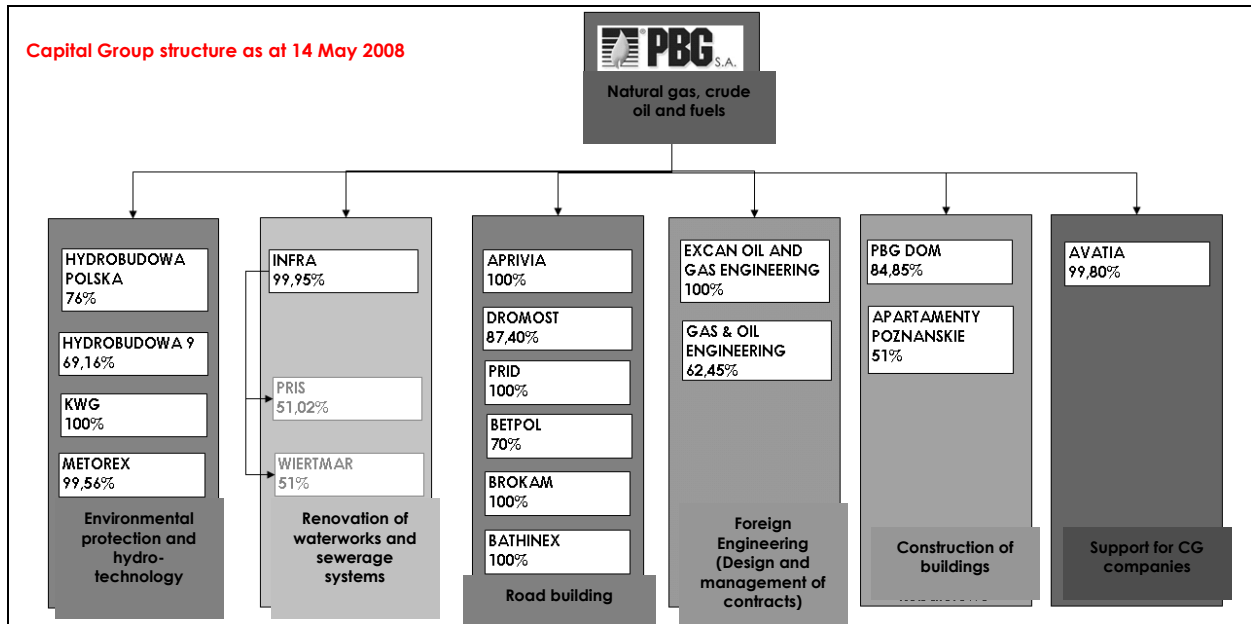 Capital Group structure as at 14 May 2008
PBG S.A.
Natural gas, crude
oil and fuels
HYDROBUDOWA
POLSKA
76%
HYDROBUDOWA 9
69,16%
KWG
100%
METOREX
99,56%
Environmental
protection and
hydro-
technology
INFRA
99,95%
PRIS
51,02%
WIERTMAR
51%
Renovation of
waterworks and
sewerage
systems
APRIVIA
100%
DROMOST
87,40%
PRID
100%
BETPOL
70%
BROKAM
100%
BATHINEX
100%
Road building
EXCAN OIL AND
GAS ENGINEERING
100%
GAS & OIL
ENGINEERING
62,45%
Foreign
Engineering
(Design and
management of
contracts)
PBG DOM
84,85%
APARTAMENTY
POZNANSKIE
51%
Construction of
buildings
AVATIA
99,80%
Support for CG
companies